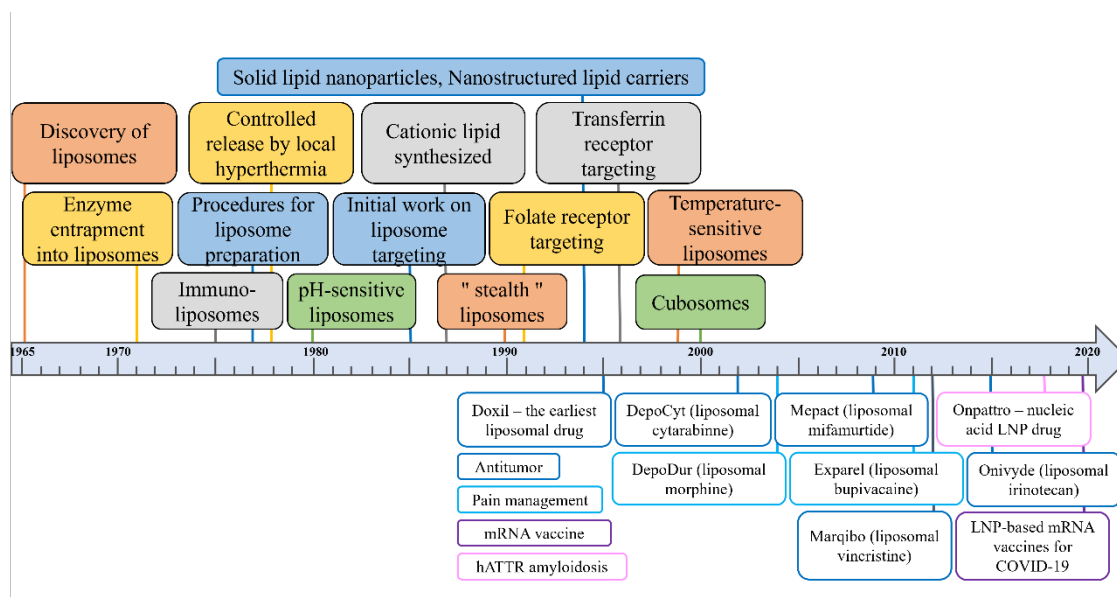 Solid lipid nanoparticles, Nanostructured lipid carriers
Discovery of
liposomes
Controlled
release by local
hyperthermia
Cationic lipid
synthesized
Transferrin
receptor
targeting
Enzyme
entrapment
into liposomes
Procedures for
liposome
preparation
Initial work on
liposome
targeting
Folate receptor
targeting
Temperature-
sensitive
liposomes
Immuno-
liposomes
pH-sensitive
liposomes
" stealth "
liposomes
Cubosomes
1965
1970
1980
1990
2000
2010
2020
Doxil – the earliest
liposomal drug
DepoCyt (liposomal
cytarabinne)
Mepact (liposomal
mifamurtide)
Onpattro – nucleic
acid LNP drug
Antitumor
Pain management
mRNA vaccine
hATTR amyloidosis
DepoDur (liposomal
morphine)
Exparel (liposomal
bupivacaine)
Onivyde (liposomal
irinotecan)
Marqibo (liposomal
vincristine)
LNP-based mRNA
vaccines for
COVID-19